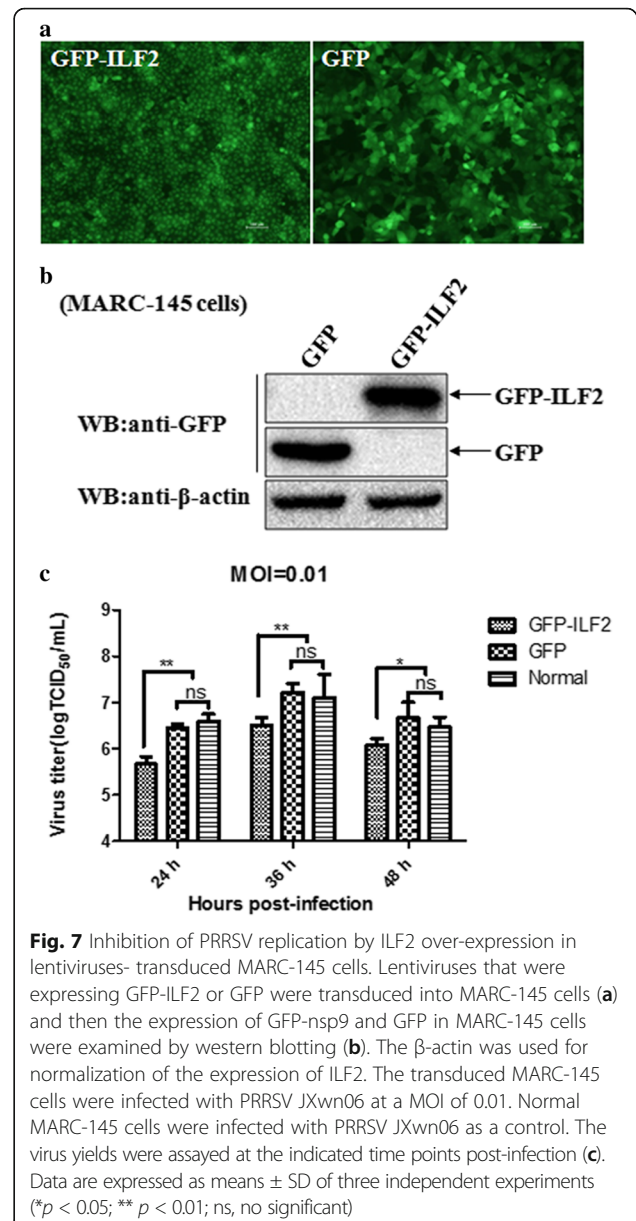 a
GFP-ILF2
GFP
b
(MARC-145 cells)
GFP
GFP-ILF2
GFP-ILF2
WB:anti-GFP
GFP
WB:anti-β-actin
c
MOI=0.01
9
8
7
6
5
4
Virus titer(logTCID50/mL)
**
ns
**
ns
*
ns
GFP-ILF2
GFP
Normal
24 h
36 h
48 h
Hours post-infection
Fig. 7 Inhibition of PRRSV replication by ILF2 over-expression in
lentiviruses- transduced MARC-145 cells. Lentiviruses that were
expressing GFP-ILF2 or GFP were transduced into MARC-145 cells (a)
and then the expression of GFP-nsp9 and GFP in MARC-145 cells
were examined by western blotting (b). The β-actin was used for
normalization of the expression of ILF2. The transduced MARC-145
cells were infected with PRRSV JXwn06 at a MOI of 0.01. Normal
MARC-145 cells were infected with PRRSV JXwn06 as a control. The
virus yields were assayed at the indicated time points post-infection (c).
Data are expressed as means ± SD of three independent experiments
(*p < 0.05; ** p < 0.01; ns, no significant)